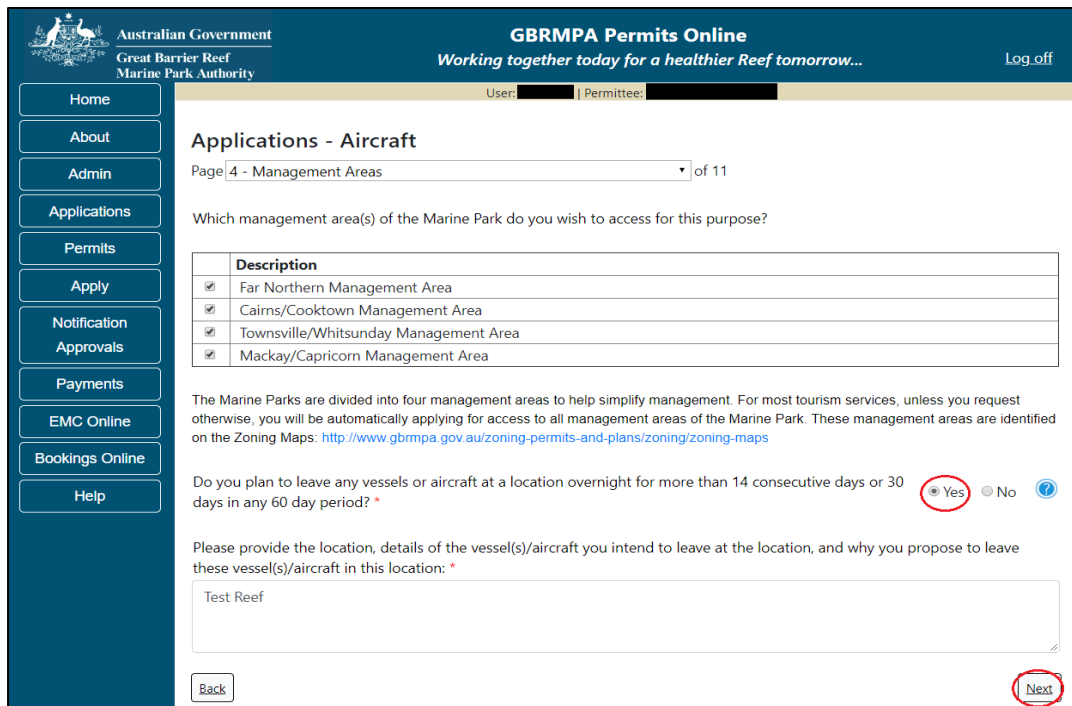 Australian Government
Great Barrier Reef
Marine Park Authority
GBRMPA Permits Online
Working together today for a healthier Reef tomorrow...
Log off
User: | Permittee:
Home
About
Admin
Applications
Permits
Apply
Notification
Approvals
Payments
EMC Online
Bookings Online
Help
Applications - Aircraft
Page 4 - Management Areas of 11
Which management area(s) of the Marine Park do you wish to access for this purpose?
Description
Far Northern Management Area
Cairns/Cooktown Management Area
Townsville/Whitsunday Management Area
Mackay/Capricorn Management Area
The Marine Parks are divided into four management areas to help simplify management. For most tourism services, unless you request
otherwise, you will be automatically applying for access to all management areas of the Marine Park. These management areas are identified
on the Zoning Maps: http://www.gbrmpa.gov.au/zoning-permits-and-plans/zoning/zoning-maps
Do you plan to leave any vessels or aircraft at a location overnight for more than 14 consecutive days or 30
days in any 60 day period? *
Yes No ?
Please provide the location, details of the vessel(s)/aircraft you intend to leave at the location, and why you propose to leave
these vessel(s)/aircraft in this location: *
Test Reef
Back
Next